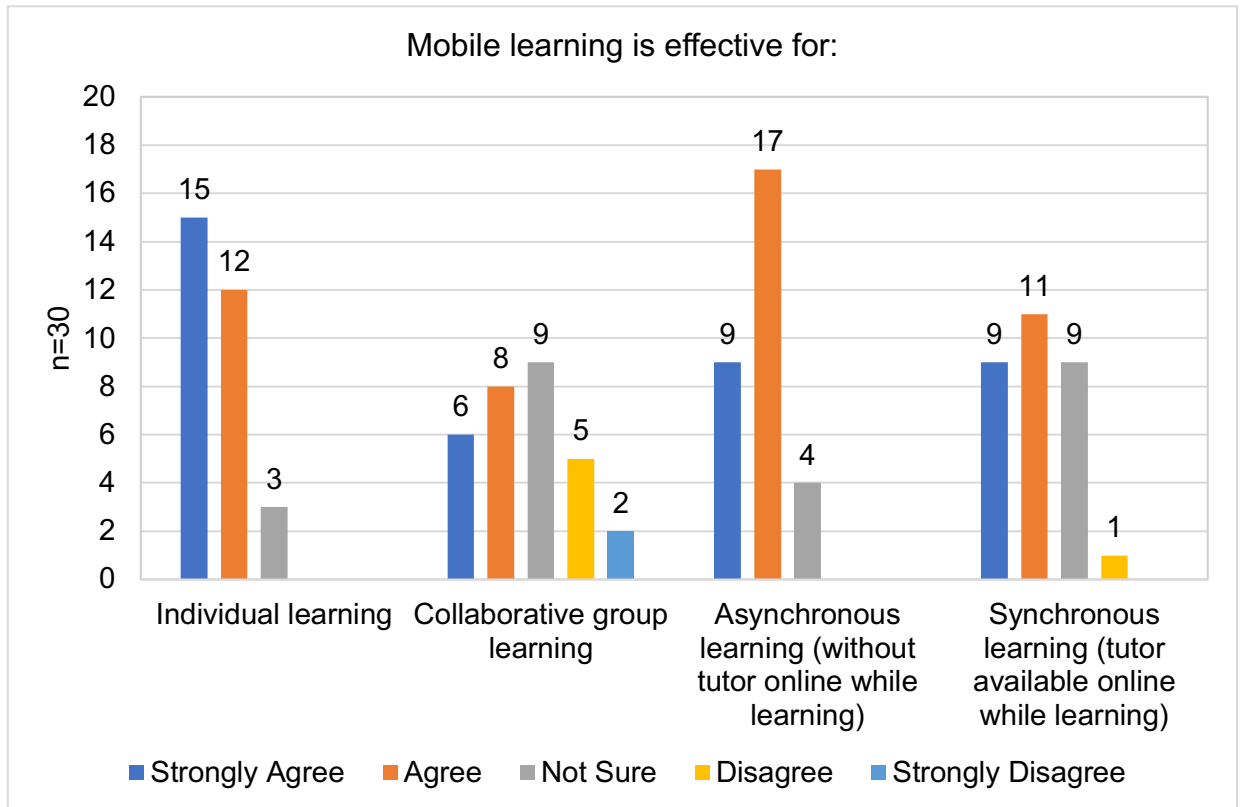 Mobile learning is effective for:
n=30
20
18
16
14
12
10
8
6
4
2
0
15
12
3
6
8
9
5
2
9
17
4
9
11
9
1
Individual learning
Collaborative group
learning
Asynchronous
learning (without
tutor online while
learning)
Synchronous
learning (tutor
available online
while learning)
Strongly Agree
Agree
Not Sure
Disagree
Strongly Disagree